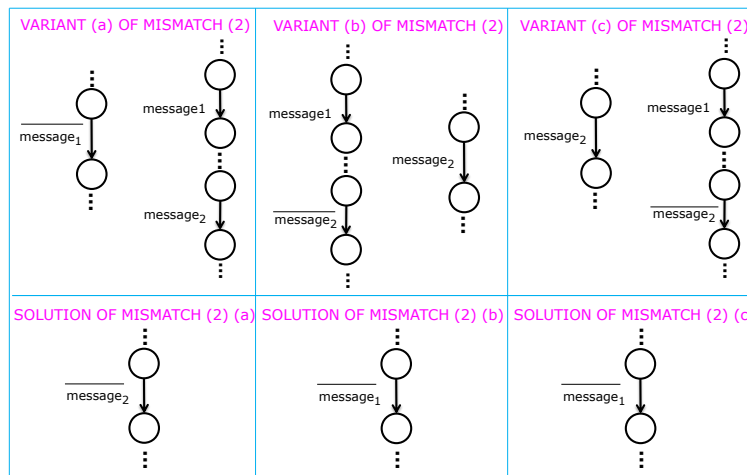 VARIANT (a) OF MISMATCH (2)
message₁
message1
message₂
VARIANT (b) OF MISMATCH (2)
message1
message₂
message₂
VARIANT (c) OF MISMATCH (2)
message₂
message1
message₂
SOLUTION OF MISMATCH (2) (a)
message₂
SOLUTION OF MISMATCH (2) (b)
message₁
SOLUTION OF MISMATCH (2) (c
message₁